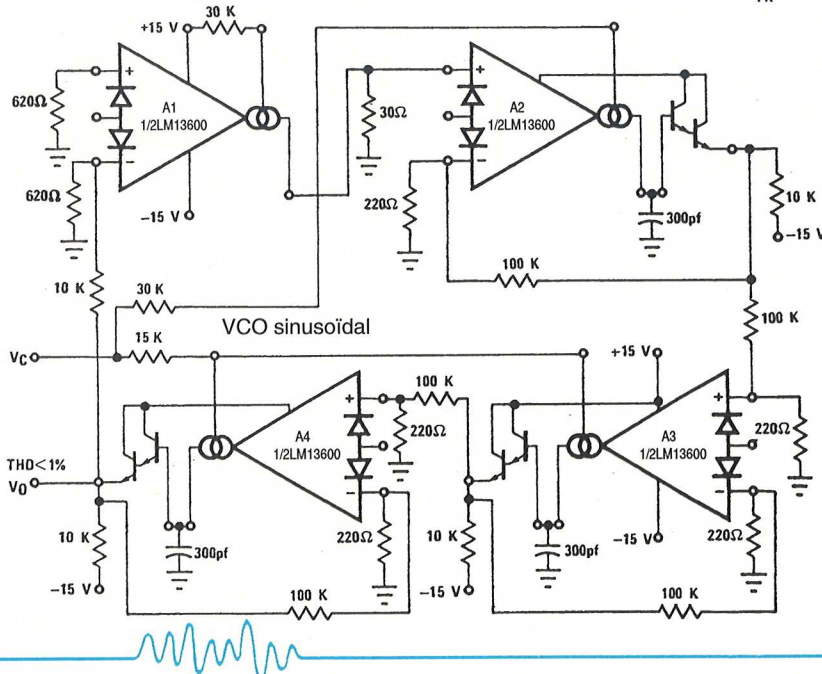 +15 V
30 K
620Ω
A1
1/2LM13600
620Ω
−15 V
30Ω
A2
1/2LM13600
220Ω
300pf
10 K
−15 V
10 K
30 K
100 K
100 K
VCO sinusoïdal
VC
15 K
+15 V
100 K
A4
1/2LM13600
220Ω
A3
1/2LM13600
220Ω
THD<1%
VO
10 K
−15 V
300pf
220Ω
10 K
−15 V
300pf
−15 V
220Ω
100 K
100 K